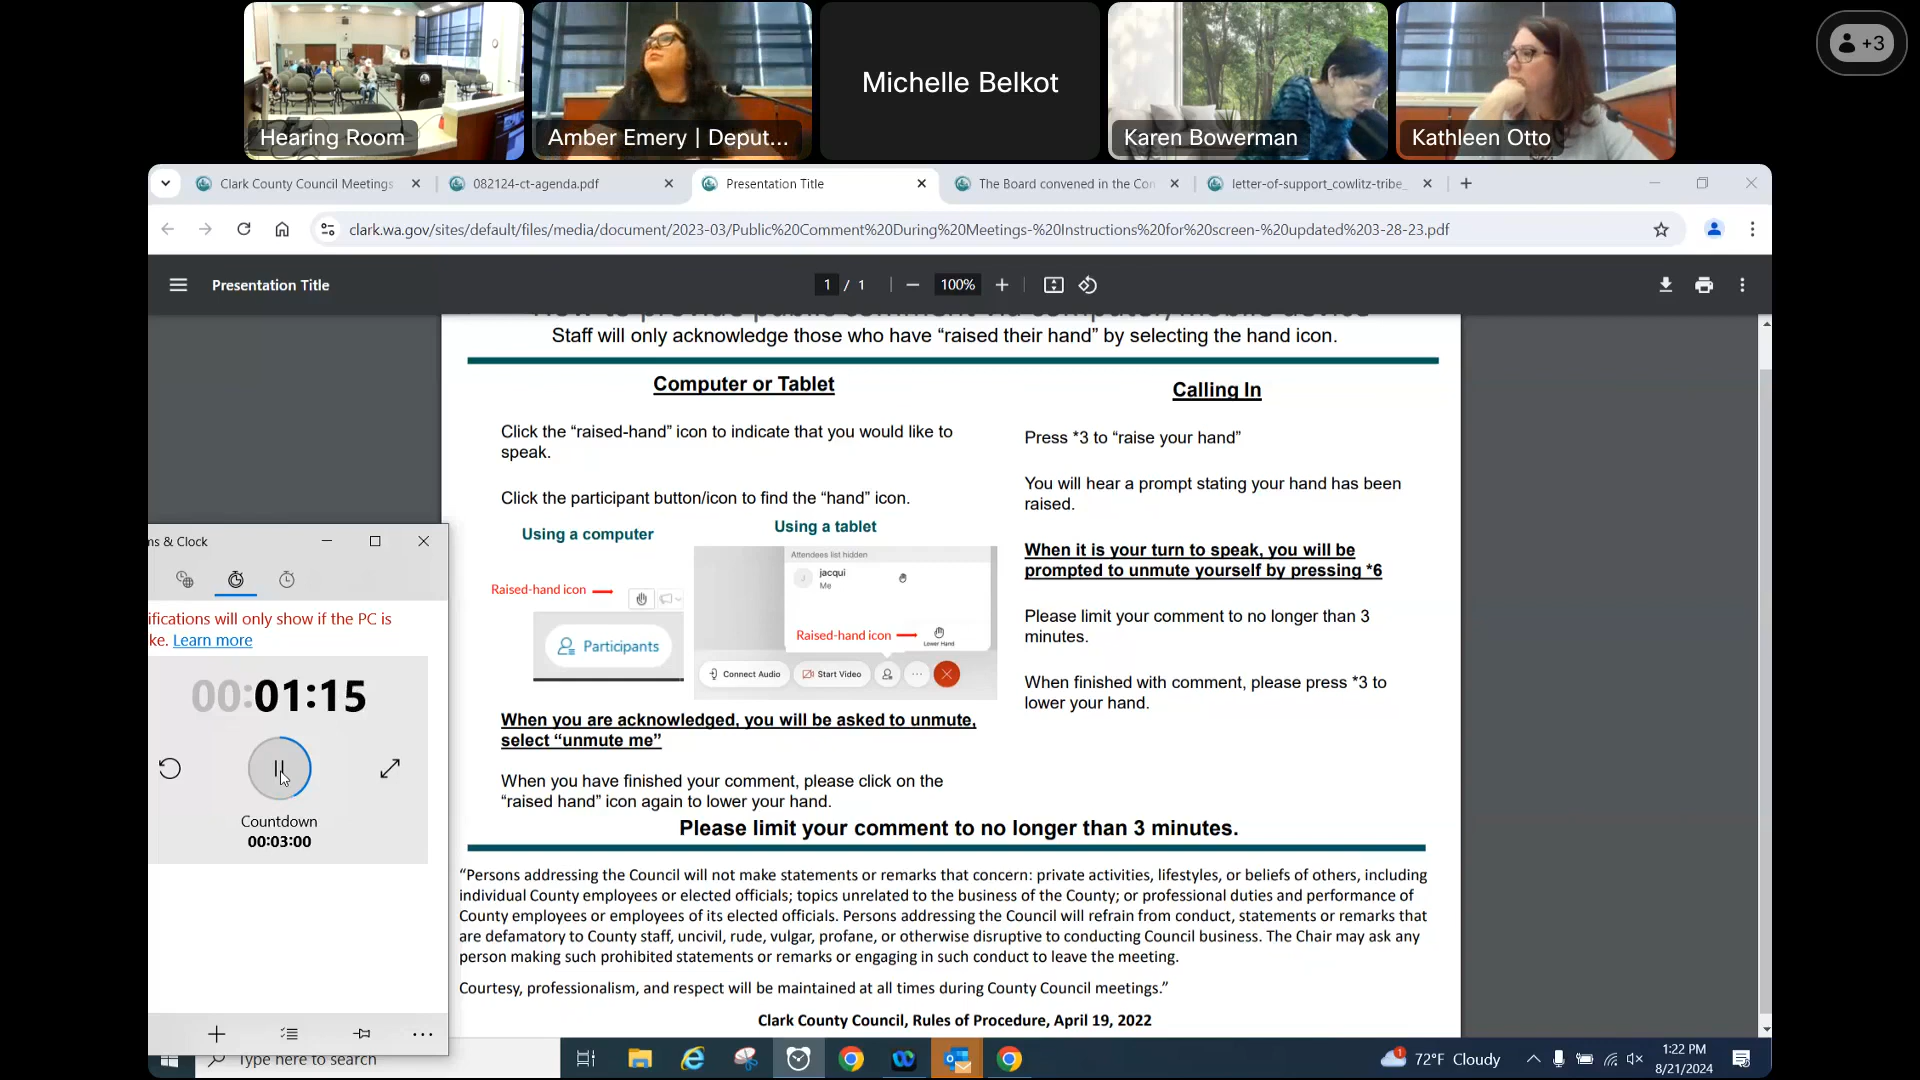 Hearing Room
Amber Emery | Deput...
Michelle Belkot
Karen Bowerman
Kathleen Otto
+3
Clark County Council Meetings
082124-ct-agenda.pdf
Presentation Title
The Board convened in the Con
letter-of-support_cowlitz-tribe_
clark.wa.gov/sites/default/files/media/document/2023-03/Public%20Comment%20During%20Meetings-%20Instructions%20for%20screen-%20updated%203-28-23.pdf
Presentation Title
1 / 1
100%
How to provide public comment via computer/mobile device
Staff will only acknowledge those who have “raised their hand” by selecting the hand icon.
Computer or Tablet
Click the “raised-hand” icon to indicate that you would like to
speak.
Click the participant button/icon to find the “hand” icon.
Using a computer
Using a tablet
Raised-hand icon
Participants
Attendees list hidden
J
jacqui
Me
Raised-hand icon
Lower Hand
Connect Audio
Start Video
When you are acknowledged, you will be asked to unmute,
select “unmute me”
When you have finished your comment, please click on the
“raised hand” icon again to lower your hand.
Calling In
Press *3 to “raise your hand”
You will hear a prompt stating your hand has been
raised.
When it is your turn to speak, you will be
prompted to unmute yourself by pressing *6
Please limit your comment to no longer than 3
minutes.
When finished with comment, please press *3 to
lower your hand.
Please limit your comment to no longer than 3 minutes.
“Persons addressing the Council will not make statements or remarks that concern: private activities, lifestyles, or beliefs of others, including
individual County employees or elected officials; topics unrelated to the business of the County; or professional duties and performance of
County employees or employees of its elected officials. Persons addressing the Council will refrain from conduct, statements or remarks that
are defamatory to County staff, uncivil, rude, vulgar, profane, or otherwise disruptive to conducting Council business. The Chair may ask any
person making such prohibited statements or remarks or engaging in such conduct to leave the meeting.
Courtesy, professionalism, and respect will be maintained at all times during County Council meetings.”
Clark County Council, Rules of Procedure, April 19, 2022
ns & Clock
ifications will only show if the PC is
ke. Learn more
00:01:15
Countdown
00:03:00
Type here to search
1
72°F Cloudy
1:22 PM
8/21/2024